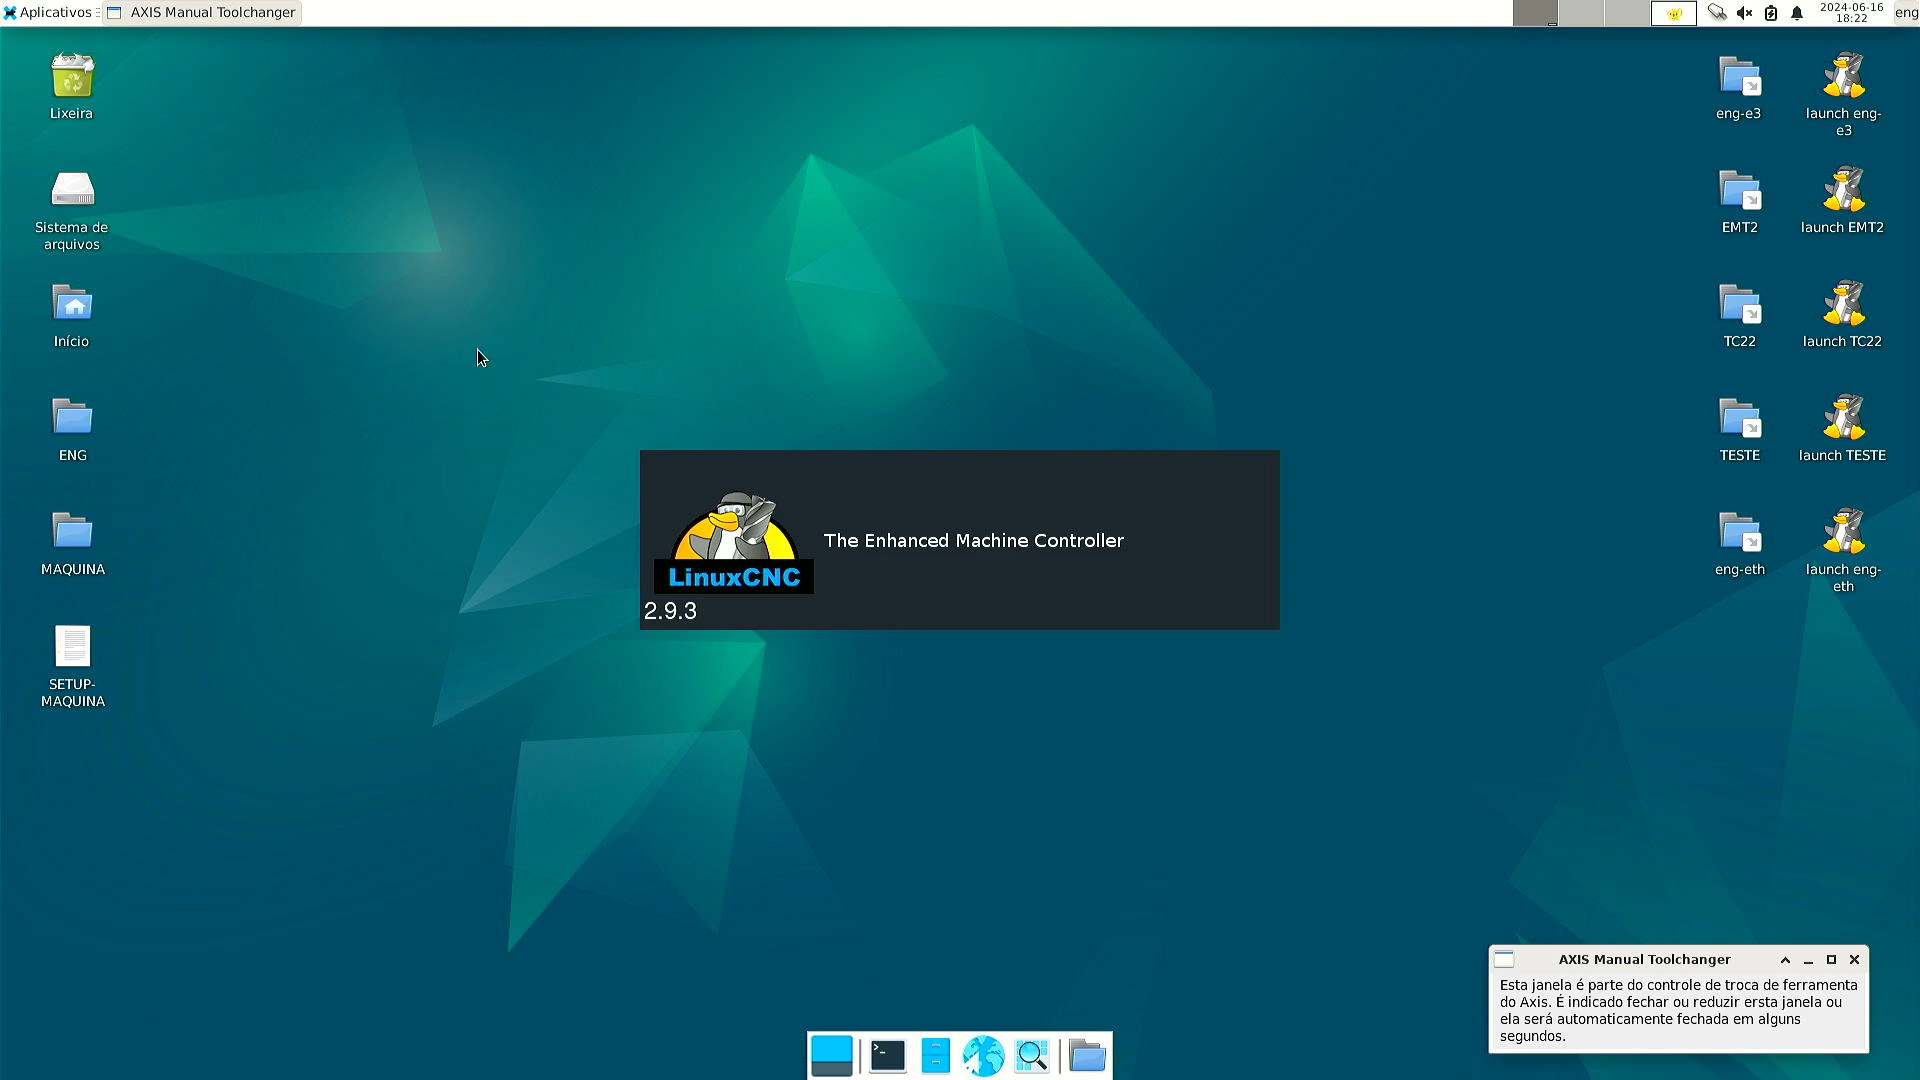 Aplicativos
AXIS Manual Toolchanger
2024-06-16
18:22
eng
Lixeira
Sistema de
arquivos
Início
ENG
MAQUINA
SETUP-
MAQUINA
eng-e3
launch eng-
e3
EMT2
launch EMT2
TC22
launch TC22
TESTE
launch TESTE
eng-eth
launch eng-
eth
The Enhanced Machine Controller
LinuxCNC
2.9.3
AXIS Manual Toolchanger
Esta janela é parte do controle de troca de ferramenta
do Axis. É indicado fechar ou reduzir ersta janela ou
ela será automaticamente fechada em alguns
segundos.